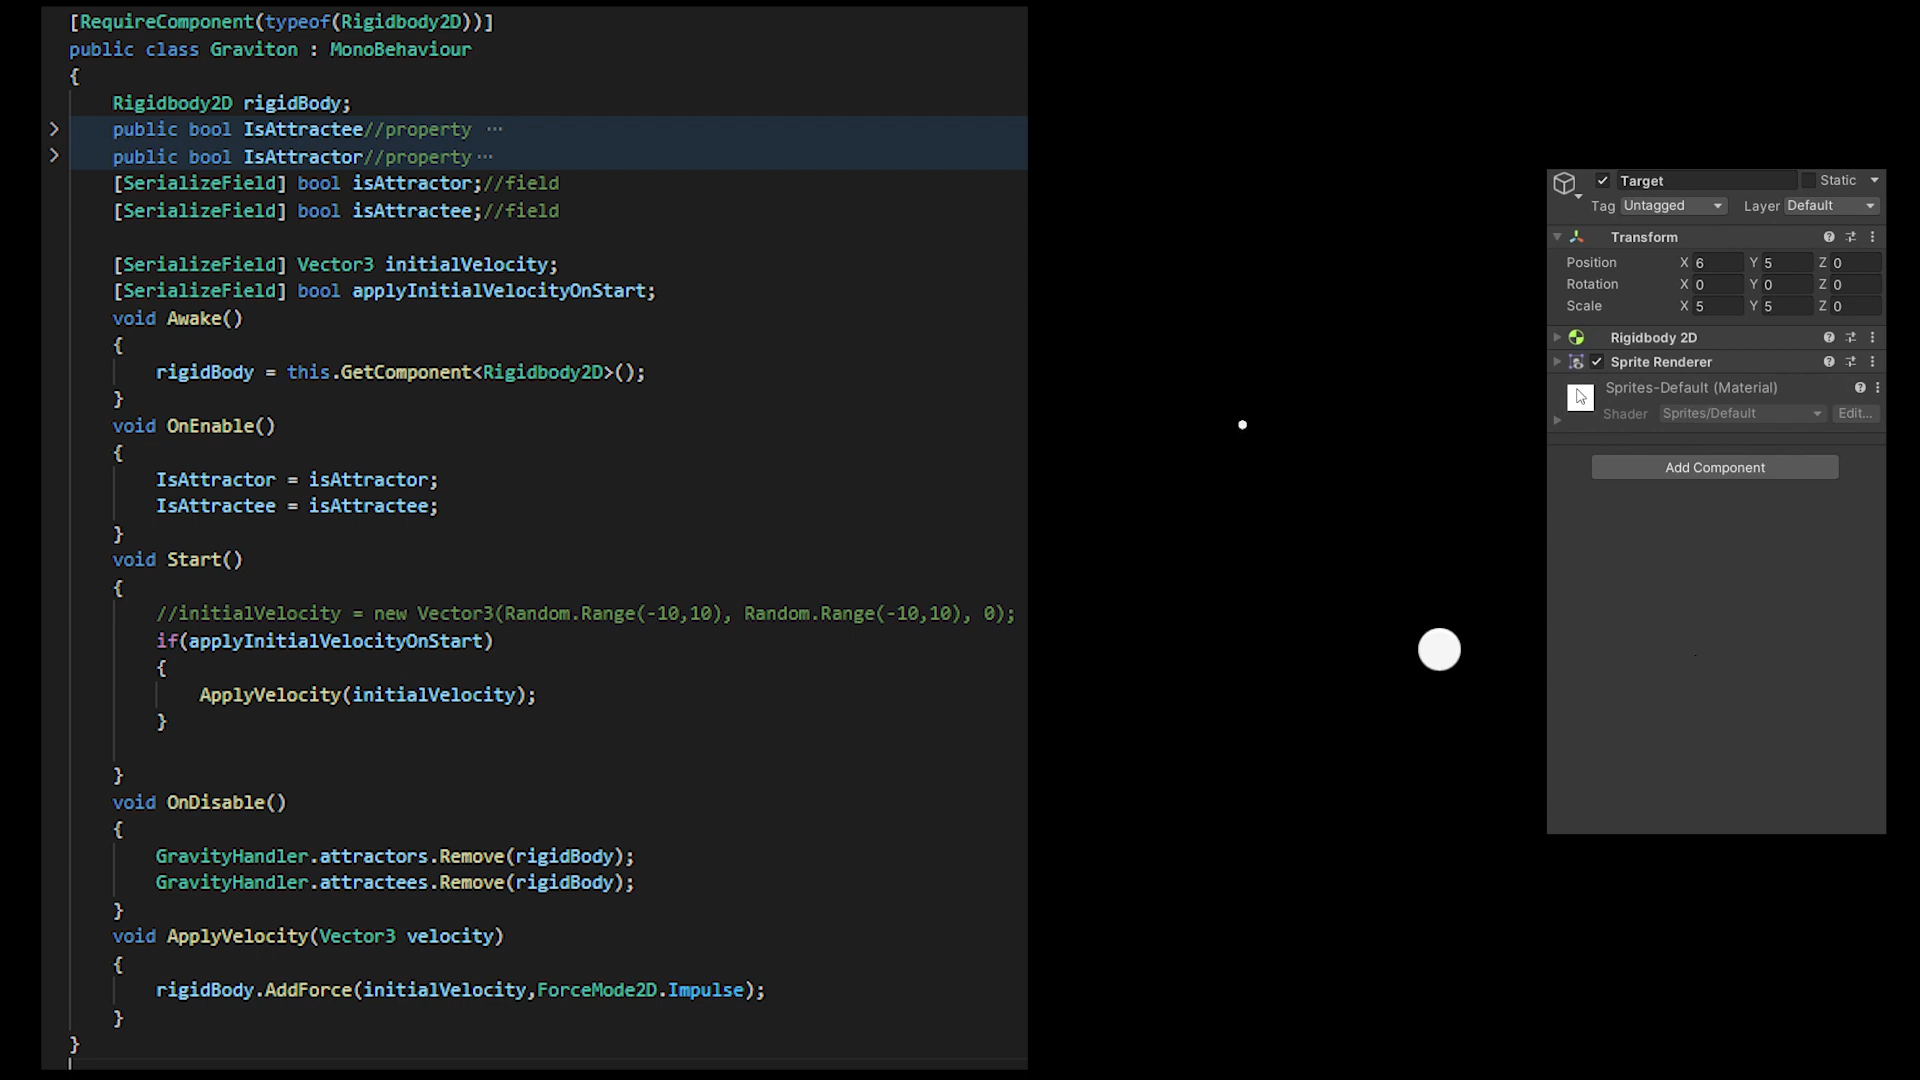 [RequireComponent(typeof(Rigidbody2D))]
public class Graviton : MonoBehaviour
{
Rigidbody2D rigidBody;
public bool IsAttractee//property ···
public bool IsAttractor//property···
[SerializeField] bool isAttractor;//field
[SerializeField] bool isAttractee;//field
[SerializeField] Vector3 initialVelocity;
[SerializeField] bool applyInitialVelocityOnStart;
void Awake()
{
rigidBody = this.GetComponent<Rigidbody2D>();
}
void OnEnable()
{
IsAttractor = isAttractor;
IsAttractee = isAttractee;
}
void Start()
{
//initialVelocity = new Vector3(Random.Range(-10,10), Random.Range(-10,10), 0);
if(applyInitialVelocityOnStart)
{
ApplyVelocity(initialVelocity);
}
}
void OnDisable()
{
GravityHandler.attractors.Remove(rigidBody);
GravityHandler.attractees.Remove(rigidBody);
}
void ApplyVelocity(Vector3 velocity)
{
rigidBody.AddForce(initialVelocity,ForceMode2D.Impulse);
}
}
Target Static
Tag Untagged Layer Default
Transform
Position X 6 Y 5 Z 0
Rotation X 0 Y 0 Z 0
Scale X 5 Y 5 Z 0
Rigidbody 2D
Sprite Renderer
Sprites-Default (Material)
Shader Sprites/Default Edit...
Add Component